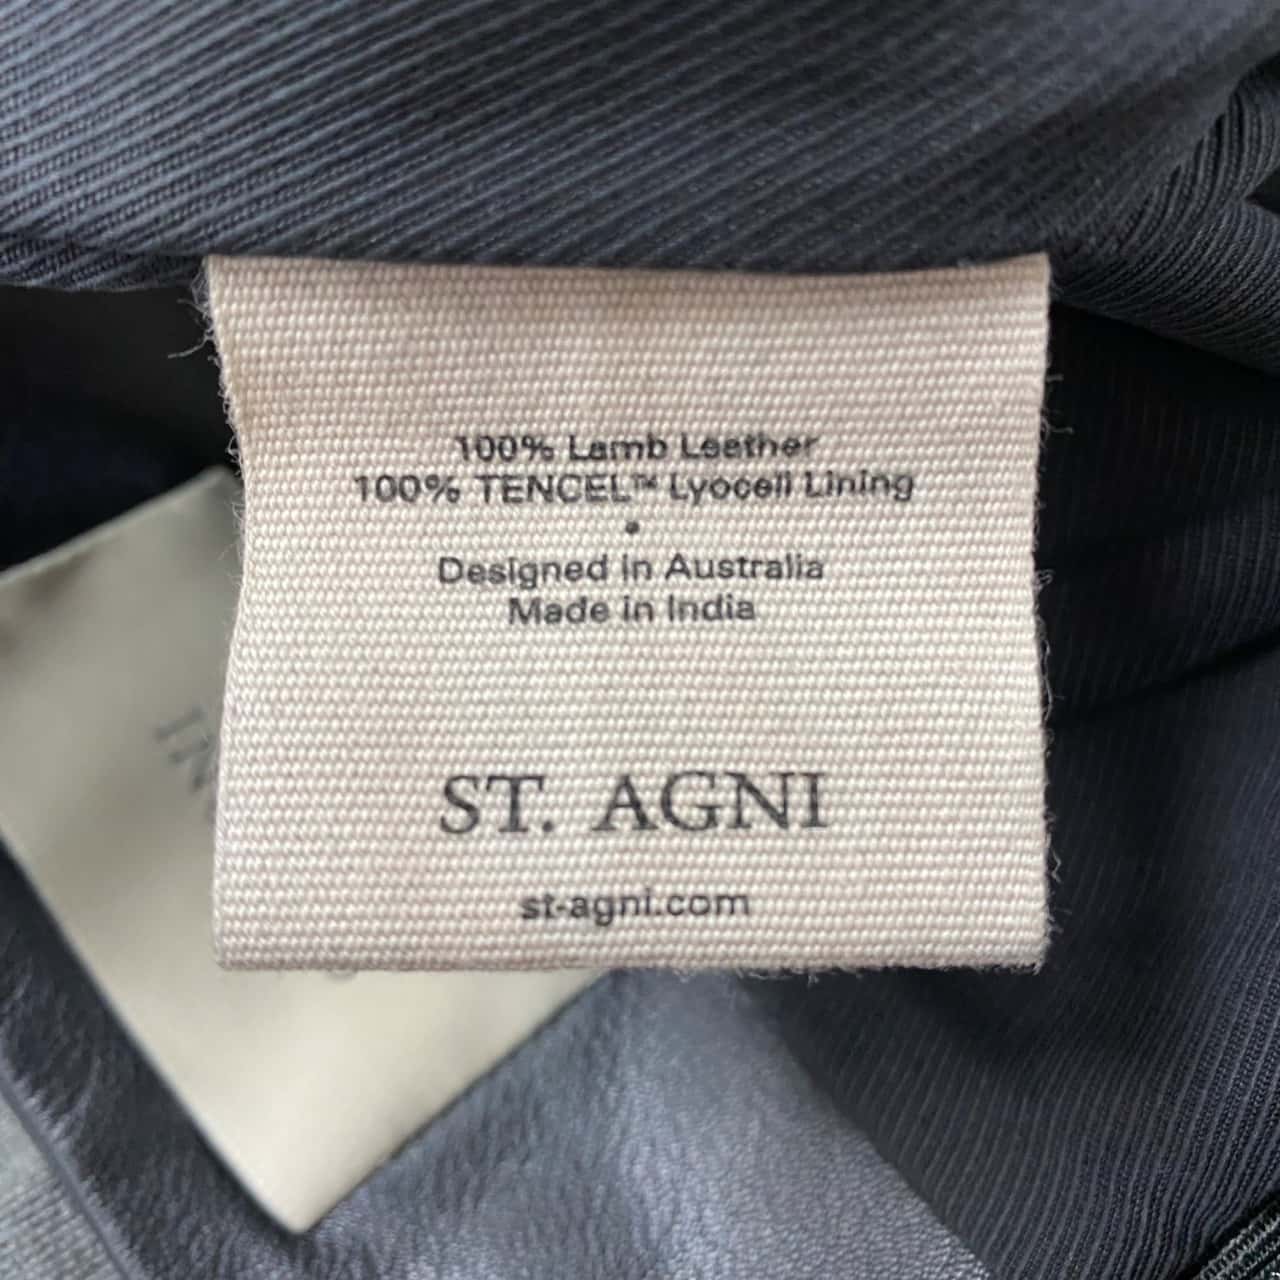 100% Lamb Leather
100% TENCEL™ Lyocell Lining
•
Designed in Australia
Made in India
ST. AGNI
st-agni.com